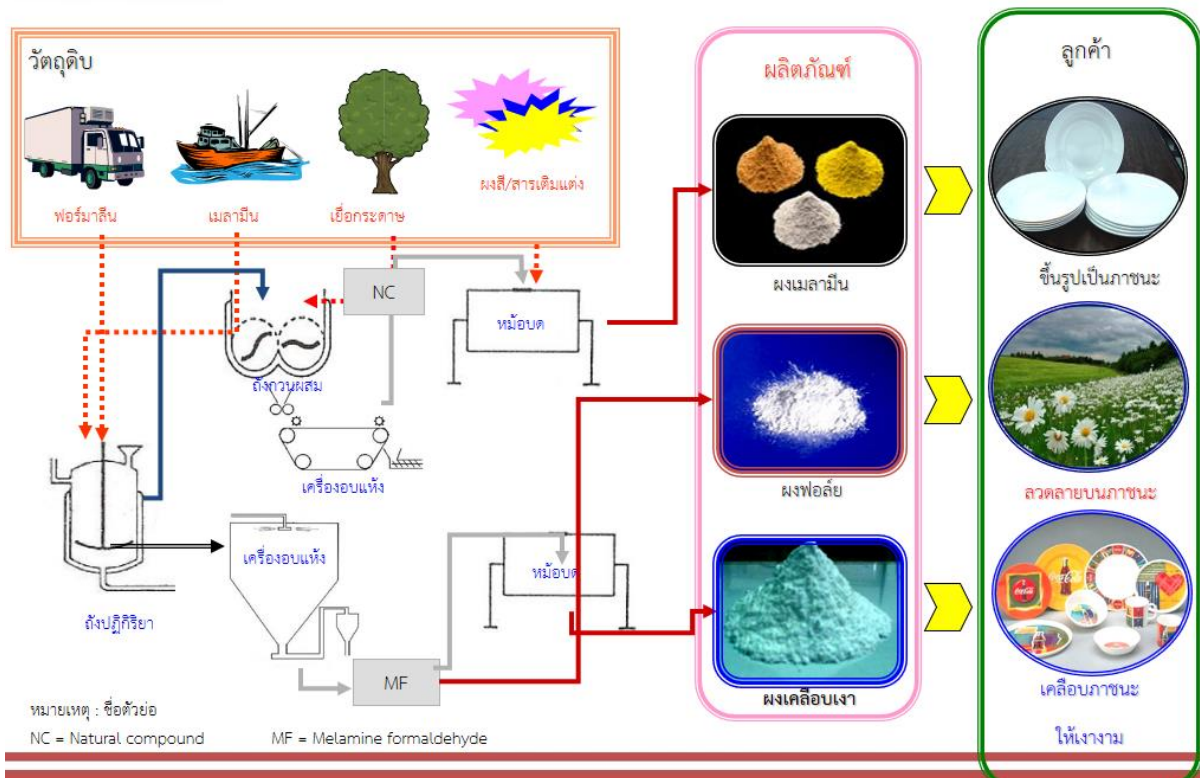 วัตถุดิบ
ฟอร์มาลีน
เมลามีน
เยื่อกระดาษ
ผงสี/สารเติมแต่ง
NC
หม้อบด
ถังกวนผสม
เครื่องอบแห้ง
เครื่องอบแห้ง
หม้อบด
ถังปฏิกิริยา
MF
หมายเหตุ : ชื่อตัวย่อ
NC = Natural compound MF = Melamine formaldehyde
ผลิตภัณฑ์
ผงเมลามีน
ผงฟอล์ย
ผงเคลือบเงา
ลูกค้า
ขึ้นรูปเป็นภาชนะ
ลวดลายบนภาชนะ
เคลือบภาชนะ
ให้เงางาม